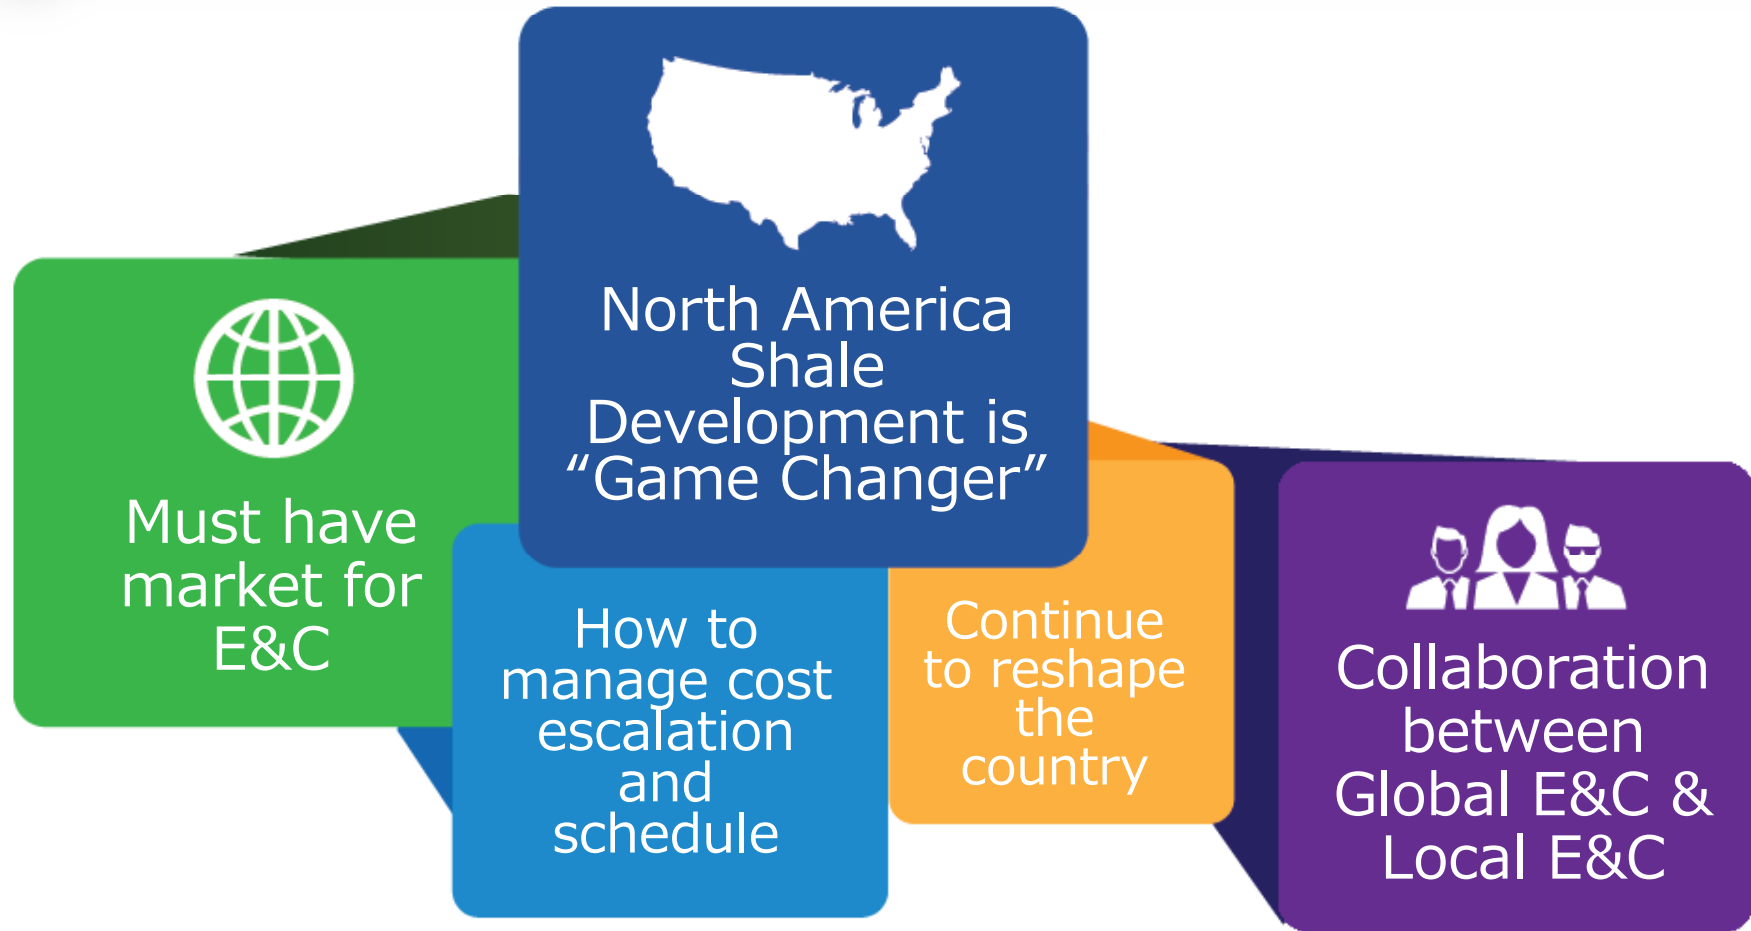 North America
Shale
Development is
“Game Changer”
Must have
market for
E&C
How to
manage cost
escalation
and
schedule
Continue
to reshape
the
country
Collaboration
between
Global E&C &
Local E&C